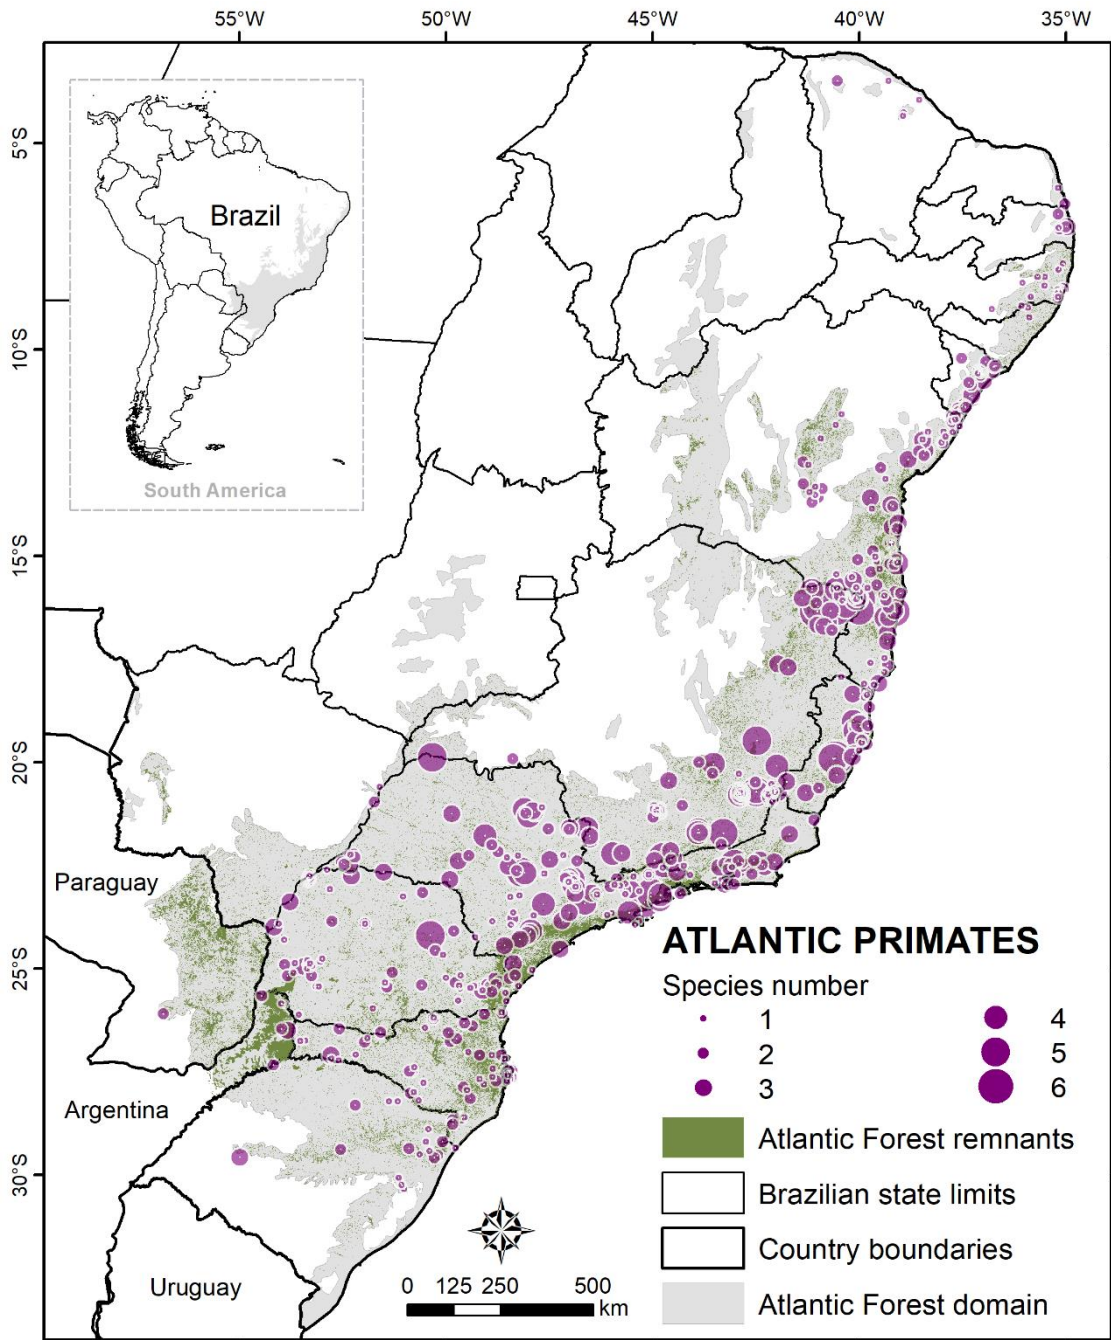 55°W 50°W 45°W 40°W 35°W
5°S
10°S
15°S
20°S
25°S
30°S
Brazil
South America
Paraguay
Argentina
Uruguay
ATLANTIC PRIMATES
Species number
1 4
2 5
3 6
Atlantic Forest remnants
Brazilian state limits
Country boundaries
Atlantic Forest domain
0 125 250 500
km